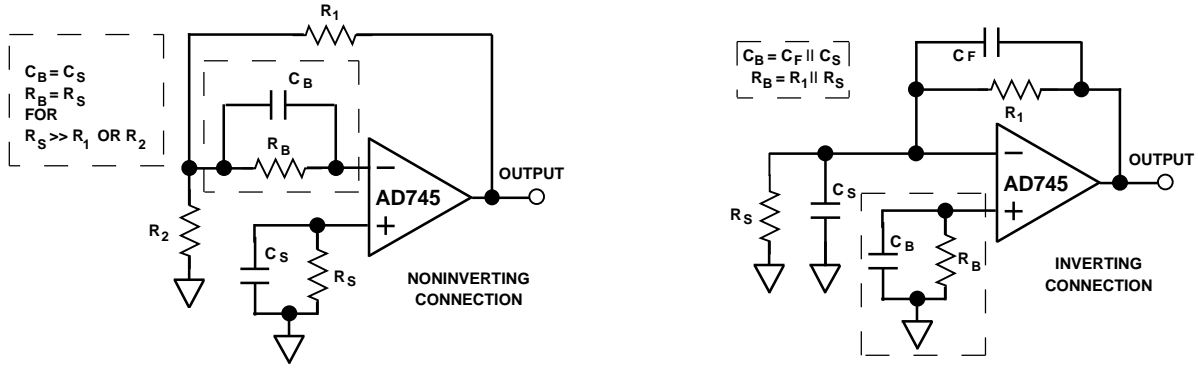 R1
CB = CS
RB = RS
FOR
RS >> R1 OR R2
CB
RB
−
AD745
+
OUTPUT
R2
CS
RS
NONINVERTING
CONNECTION
CB = CF || CS
RB = R1 || RS
CF
R1
−
AD745
+
OUTPUT
RS
CS
CB
RB
INVERTING
CONNECTION